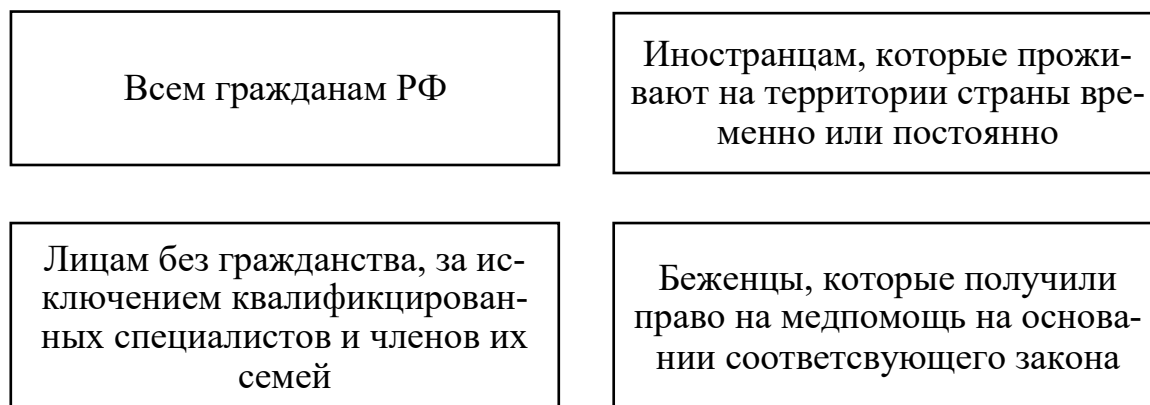 Всем гражданам РФ
Иностранцам, которые прожи-
вают на территории страны вре-
менно или постоянно
Лицам без гражданства, за ис-
ключением квалификцирован-
ных специалистов и членов их
семей
Беженцы, которые получили
право на медпомощь на основа-
нии соответсвующего закона